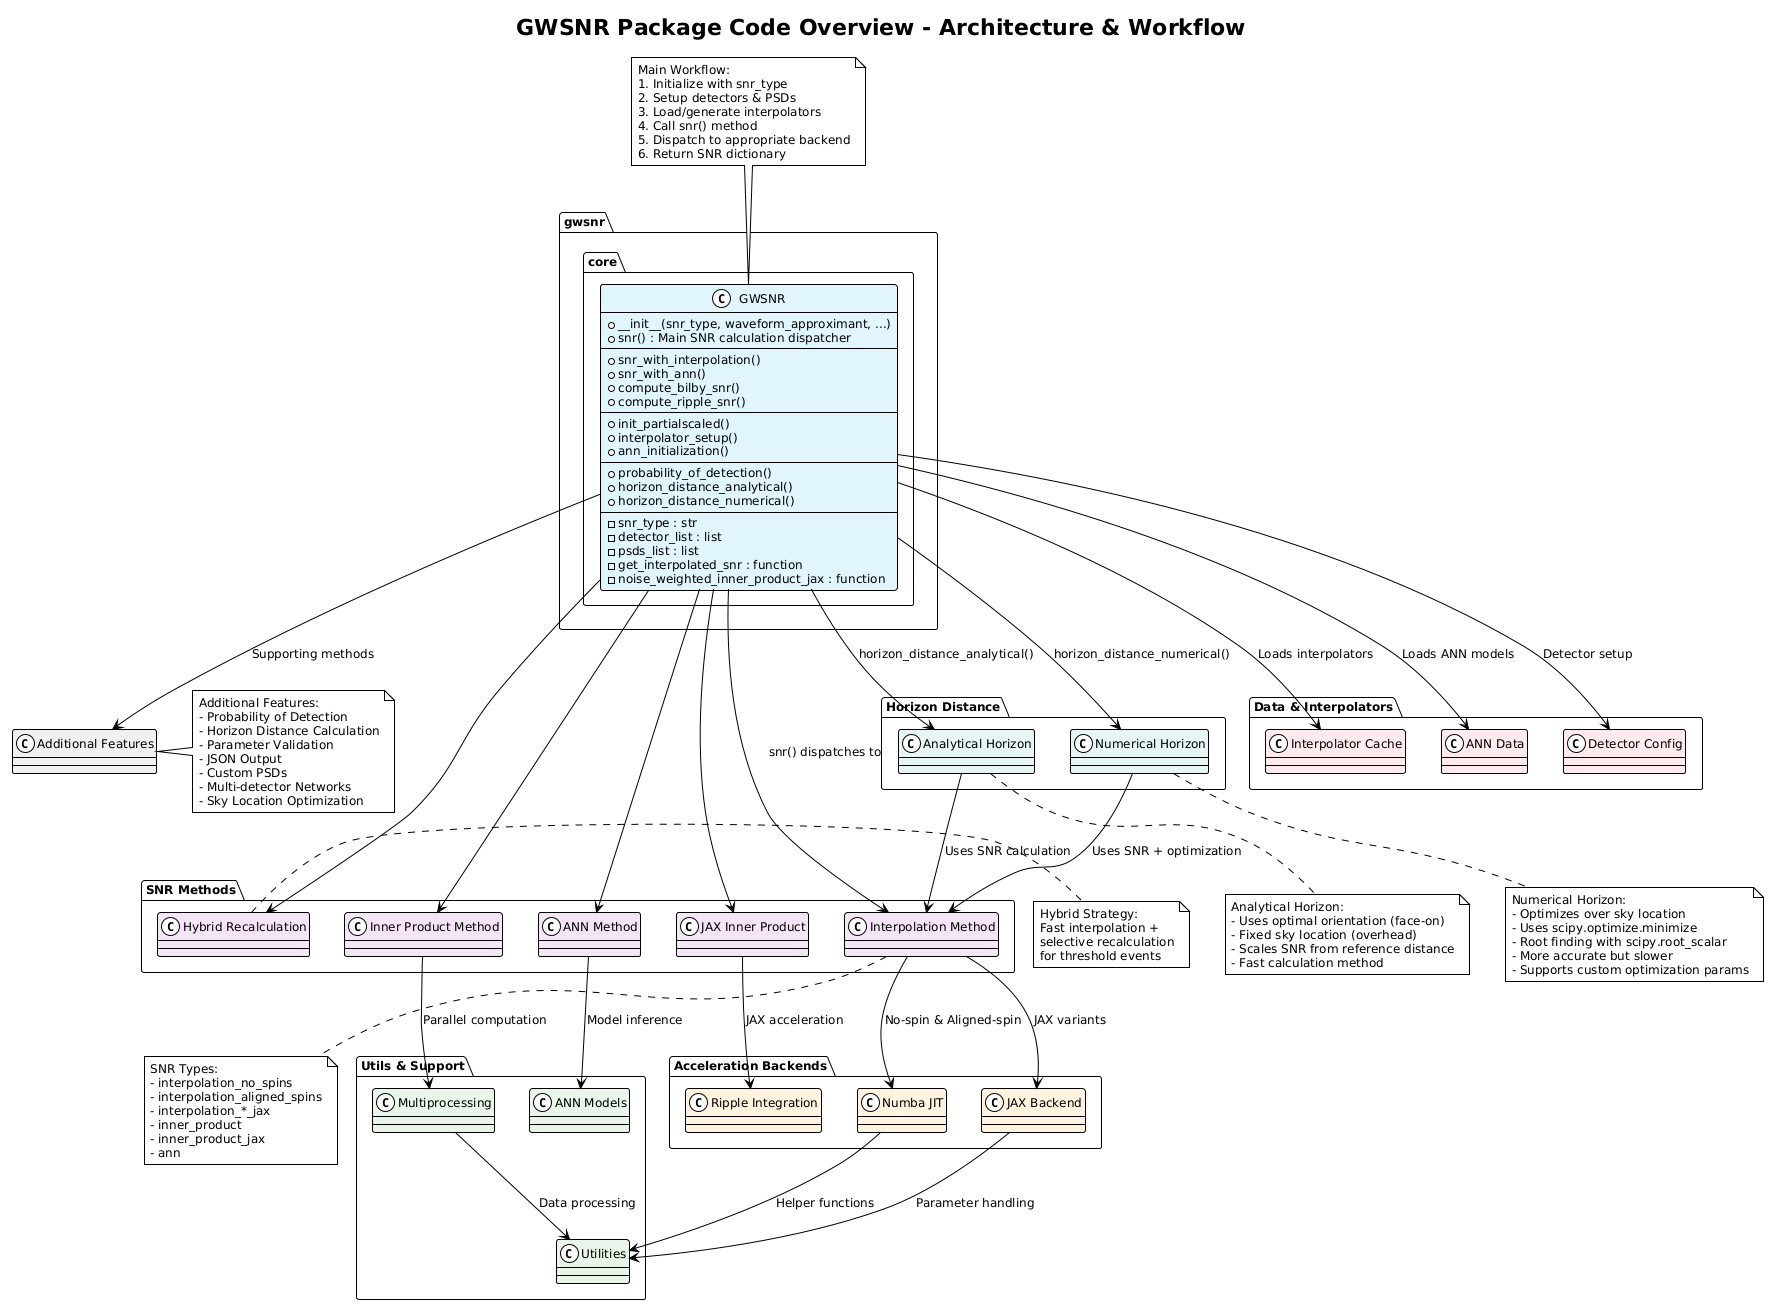 GWSNR Package Code Overview - Architecture & Workflow
Main Workflow:
1. Initialize with snr_type
2. Setup detectors & PSDs
3. Load/generate interpolators
4. Call snr() method
5. Dispatch to appropriate backend
6. Return SNR dictionary
gwsnr
core
C GWSNR
__init__(snr_type, waveform_approximant, ...)
snr() : Main SNR calculation dispatcher
snr_with_interpolation()
snr_with_ann()
compute_bilby_snr()
compute_ripple_snr()
init_partialscaled()
interpolator_setup()
ann_initialization()
probability_of_detection()
horizon_distance_analytical()
horizon_distance_numerical()
snr_type : str
detector_list : list
psds_list : list
get_interpolated_snr : function
noise_weighted_inner_product_jax : function
Supporting methods
horizon_distance_analytical()
horizon_distance_numerical()
Loads interpolators
Loads ANN models
Detector setup
C Additional Features
Additional Features:
- Probability of Detection
- Horizon Distance Calculation
- Parameter Validation
- JSON Output
- Custom PSDs
- Multi-detector Networks
- Sky Location Optimization
snr() dispatches to
Horizon Distance
C Analytical Horizon
C Numerical Horizon
Data & Interpolators
C Interpolator Cache
C ANN Data
C Detector Config
Uses SNR calculation
Uses SNR + optimization
SNR Methods
C Hybrid Recalculation
C Inner Product Method
C ANN Method
C JAX Inner Product
C Interpolation Method
Hybrid Strategy:
Fast interpolation +
selective recalculation
for threshold events
Analytical Horizon:
- Uses optimal orientation (face-on)
- Fixed sky location (overhead)
- Scales SNR from reference distance
- Fast calculation method
Numerical Horizon:
- Optimizes over sky location
- Uses scipy.optimize.minimize
- Root finding with scipy.root_scalar
- More accurate but slower
- Supports custom optimization params
Parallel computation
Model inference
JAX acceleration
No-spin & Aligned-spin
JAX variants
SNR Types:
- interpolation_no_spins
- interpolation_aligned_spins
- interpolation_*_jax
- inner_product
- inner_product_jax
- ann
Utils & Support
C Multiprocessing
C ANN Models
Acceleration Backends
C Ripple Integration
C Numba JIT
C JAX Backend
Data processing
Helper functions
Parameter handling
C Utilities